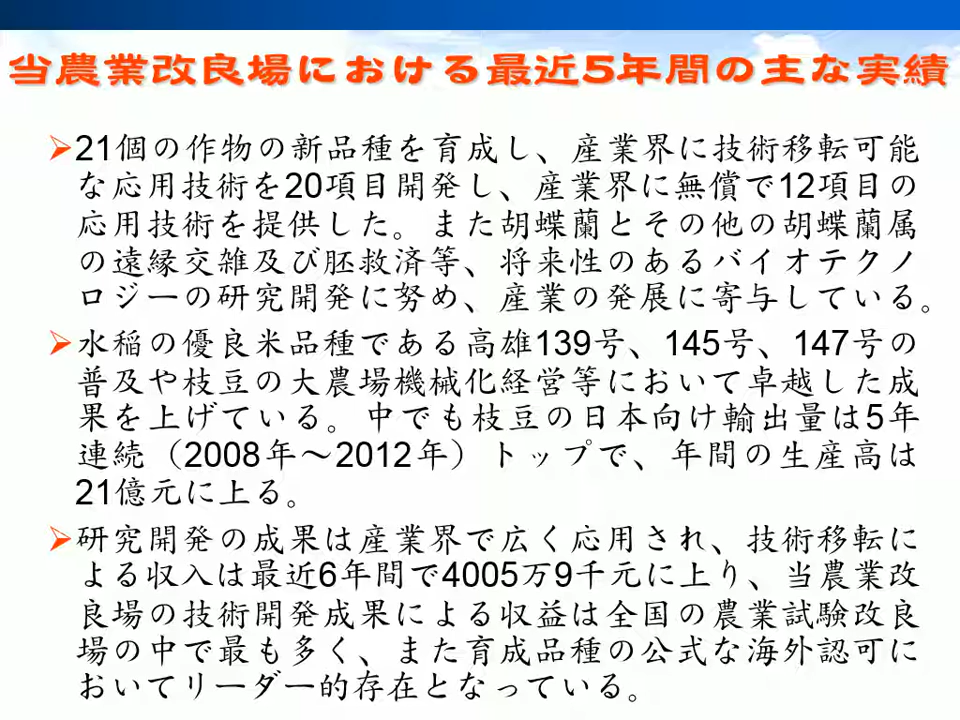 当農業改良場における最近5年間の主な実績
➢21個の作物の新品種を育成し、産業界に技術移転可能
な応用技術を20項目開発し、産業界に無償で12項目の
応用技術を提供した。また胡蝶蘭とその他の胡蝶蘭属
の遠縁交雑及び胚救済等、将来性のあるバイオテクノ
ロジーの研究開発に努め、産業の発展に寄与している。
➢水稲の優良米品種である高雄139号、145号、147号の
普及や枝豆の大農場機械化経営等において卓越した成
果を上げている。中でも枝豆の日本向け輸出量は5年
連続（2008年～2012年）トップで、年間の生産高は
21億元に上る。
➢研究開発の成果は産業界で広く応用され、技術移転に
よる収入は最近6年間で4005万9千元に上り、当農業改
良場の技術開発成果による収益は全国の農業試験改良
場の中で最も多く、また育成品種の公式な海外認可に
おいてリーダー的存在となっている。